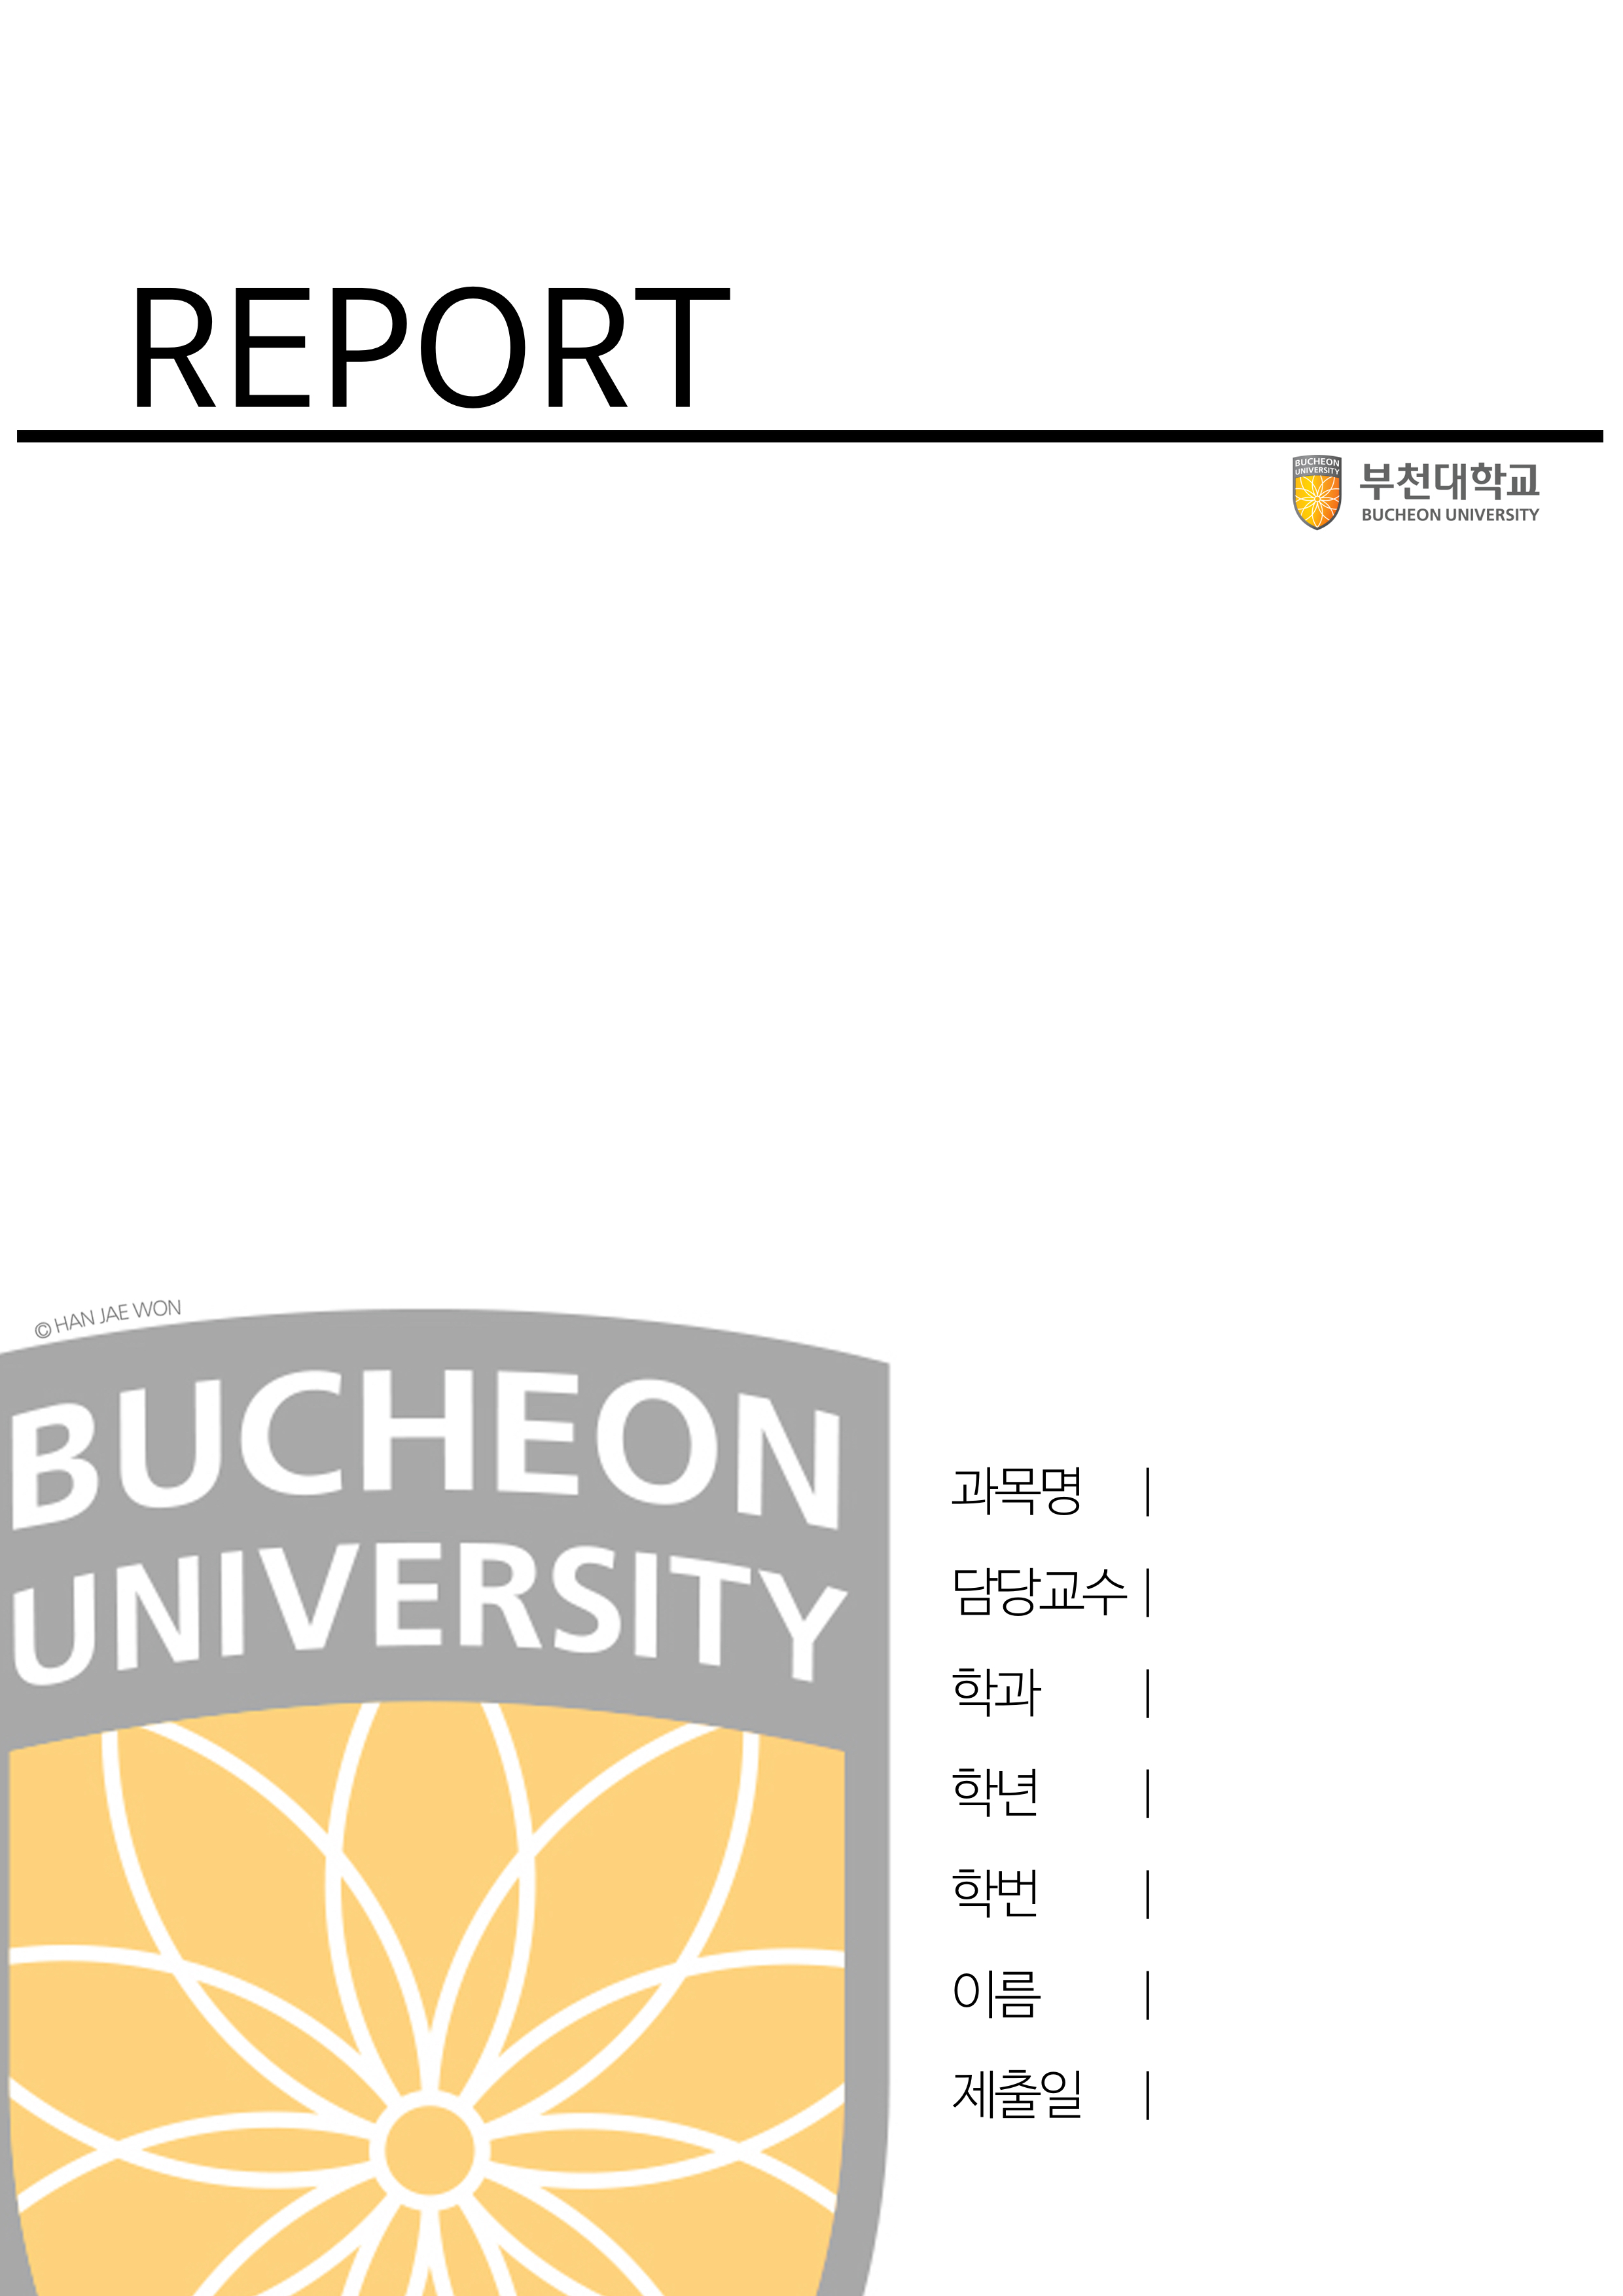 REPORT
BUCHEON
UNIVERSITY
부천대학교
BUCHEON UNIVERSITY
© HAN JAE WON
BUCHEON
UNIVERSITY
과목명 |
담당교수 |
학과 |
학년 |
학번 |
이름 |
제출일 |